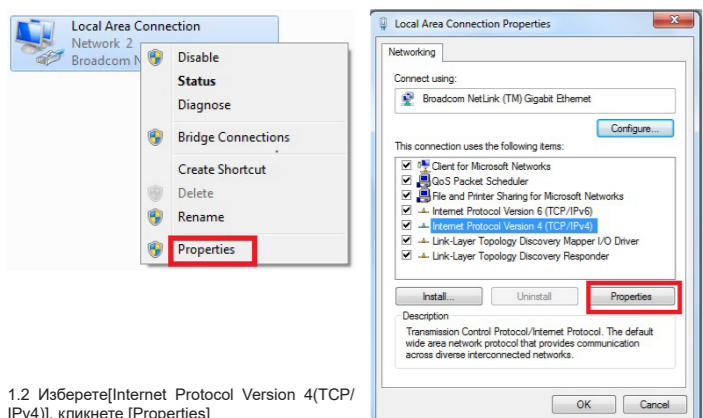 Local Area Connection
Network 2
Broadcom N
Disable
Status
Diagnose
Bridge Connections
Create Shortcut
Delete
Rename
Properties
1.2 Изберете[Internet Protocol Version 4(TCP/
IPv4)], кликнете [Properties]
Local Area Connection Properties
Networking
Connect using:
Broadcom NetLink (TM) Gigabit Ethernet
Configure...
This connection uses the following items:
Client for Microsoft Networks
QoS Packet Scheduler
File and Printer Sharing for Microsoft Networks
Internet Protocol Version 6 (TCP/IPv6)
Internet Protocol Version 4 (TCP/IPv4)
Link-Layer Topology Discovery Mapper I/O Driver
Link-Layer Topology Discovery Responder
Install... Uninstall Properties
Description
Transmission Control Protocol/Internet Protocol. The default
wide area network protocol that provides communication
across diverse interconnected networks.
OK Cancel